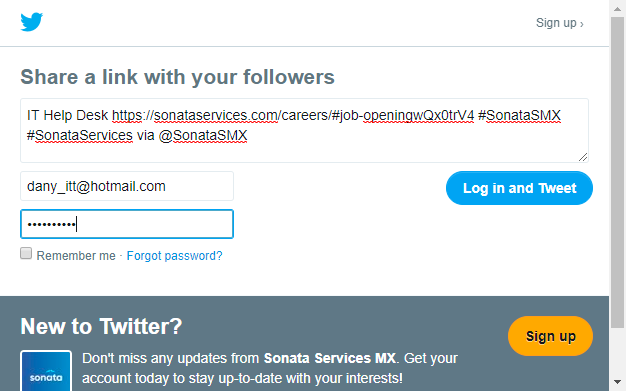 Sign up ›
Share a link with your followers
IT Help Desk https://sonataservices.com/careers/#job-openingwQx0trV4 #SonataSMX
#SonataServices via @SonataSMX
dany_itt@hotmail.com
Log in and Tweet
••••••••••
Remember me · Forgot password?
New to Twitter?
Sign up
Don't miss any updates from Sonata Services MX. Get your
account today to stay up-to-date with your interests!
sonata